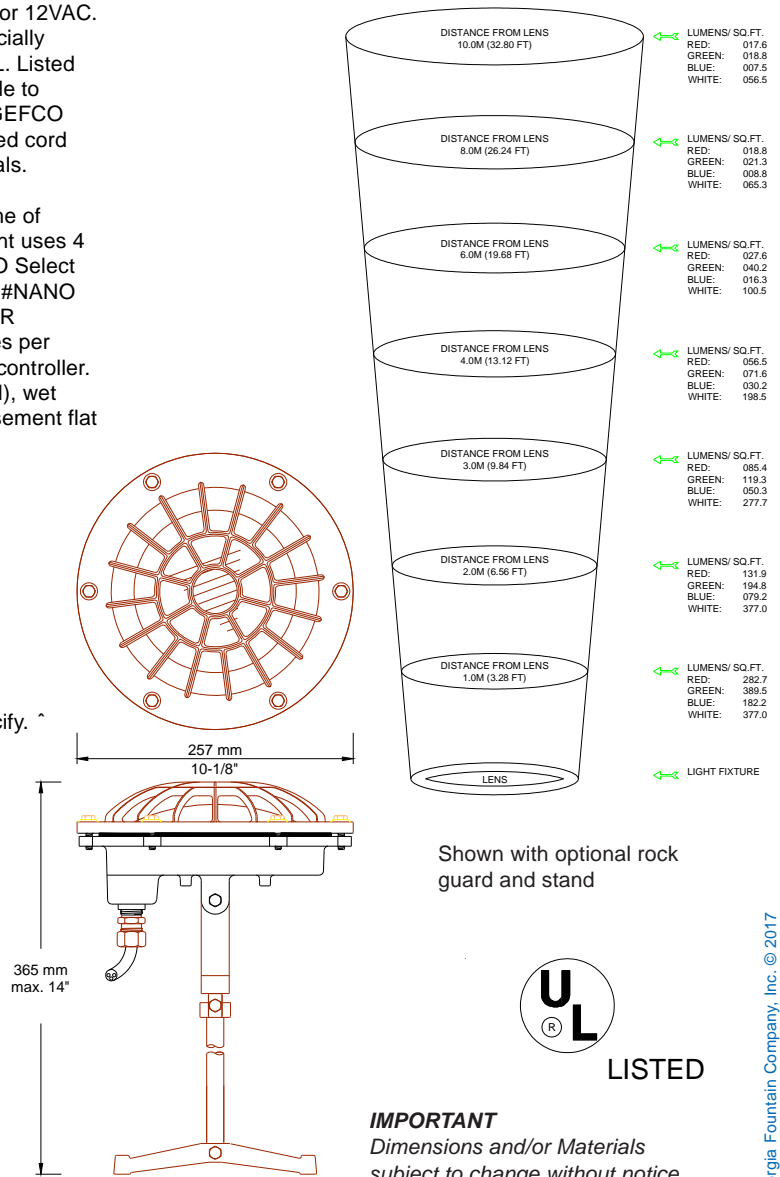 or 12VAC.
cially
L. Listed
le to
GEFCO
ed cord
als.
ne of
nt uses 4
O Select
#NANO
R
es per
controller.
l), wet
sement flat
cify. ˆ
257 mm
10-1/8"
365 mm
max. 14"
DISTANCE FROM LENS
10.0M (32.80 FT)
LUMENS/ SQ.FT.
RED: 017.6
GREEN: 018.8
BLUE: 007.5
WHITE: 056.5
DISTANCE FROM LENS
8.0M (26.24 FT)
LUMENS/ SQ.FT.
RED: 018.8
GREEN: 021.3
BLUE: 008.8
WHITE: 065.3
DISTANCE FROM LENS
6.0M (19.68 FT)
LUMENS/ SQ.FT.
RED: 027.6
GREEN: 040.2
BLUE: 016.3
WHITE: 100.5
DISTANCE FROM LENS
4.0M (13.12 FT)
LUMENS/ SQ.FT.
RED: 056.5
GREEN: 071.6
BLUE: 030.2
WHITE: 198.5
DISTANCE FROM LENS
3.0M (9.84 FT)
LUMENS/ SQ.FT.
RED: 085.4
GREEN: 119.3
BLUE: 050.3
WHITE: 277.7
DISTANCE FROM LENS
2.0M (6.56 FT)
LUMENS/ SQ.FT.
RED: 131.9
GREEN: 194.8
BLUE: 079.2
WHITE: 377.0
DISTANCE FROM LENS
1.0M (3.28 FT)
LUMENS/ SQ.FT.
RED: 282.7
GREEN: 389.5
BLUE: 182.2
WHITE: 377.0
LENS
LIGHT FIXTURE
Shown with optional rock
guard and stand
UL
®
LISTED
IMPORTANT
Dimensions and/or Materials
subject to change without notice
rgia Fountain Company, Inc. © 2017